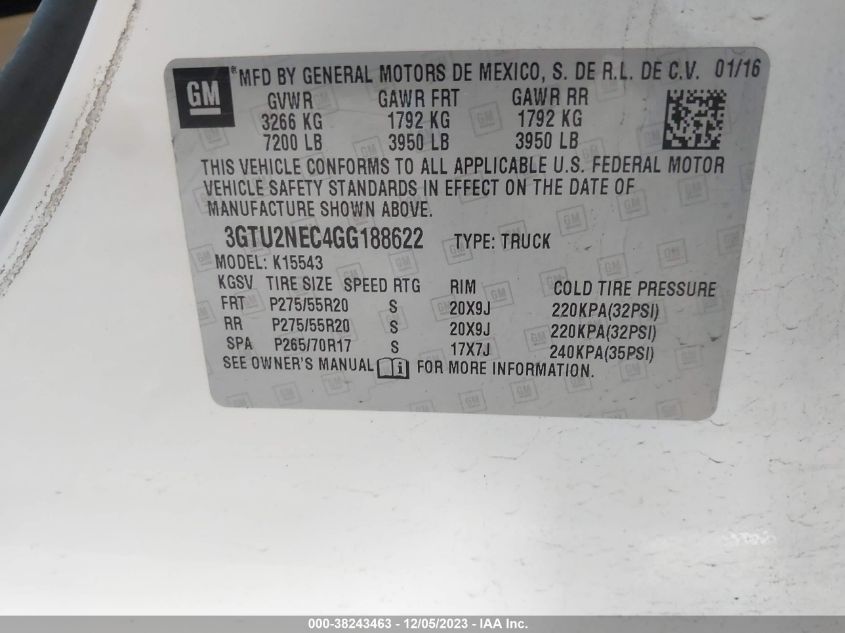 GM ® MFD BY GENERAL MOTORS DE MEXICO, S. DE R.L. DE C.V. 01/16
GVWR GAWR FRT GAWR RR
3266 KG 1792 KG 1792 KG
7200 LB 3950 LB 3950 LB
THIS VEHICLE CONFORMS TO ALL APPLICABLE U.S. FEDERAL MOTOR
VEHICLE SAFETY STANDARDS IN EFFECT ON THE DATE OF
MANUFACTURE SHOWN ABOVE.
3GTU2NEC4GG188622 TYPE: TRUCK
MODEL: K15543
KGSV TIRE SIZE SPEED RTG RIM COLD TIRE PRESSURE
FRT P275/55R20 S 20X9J 220KPA(32PSI)
RR P275/55R20 S 20X9J 220KPA(32PSI)
SPA P265/70R17 S 17X7J 240KPA(35PSI)
SEE OWNER'S MANUAL i FOR MORE INFORMATION.
000-38243463 - 12/05/2023 - IAA Inc.